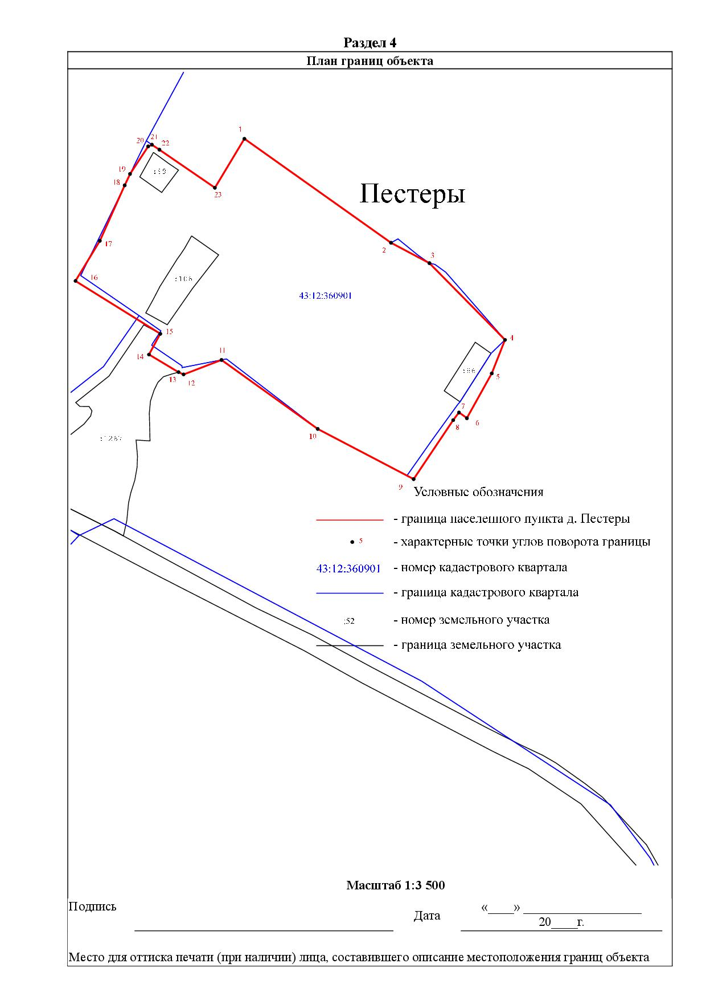 Раздел 4
План границ объекта
1
21
20
22
:59
19
18
23
Пестеры
2
3
17
16
:108
43:12:360901
15
4
14
11
13
12
:86
5
7
6
8
10
:1267
9
Условные обозначения
- граница населенного пункта д. Пестеры
5
- характерные точки углов поворота границы
43:12:360901
- номер кадастрового квартала
- граница кадастрового квартала
:52
- номер земельного участка
- граница земельного участка
Масштаб 1:3 500
Подпись
Дата
«____» __________________
20____г.
Место для оттиска печати (при наличии) лица, составившего описание местоположения границ объекта